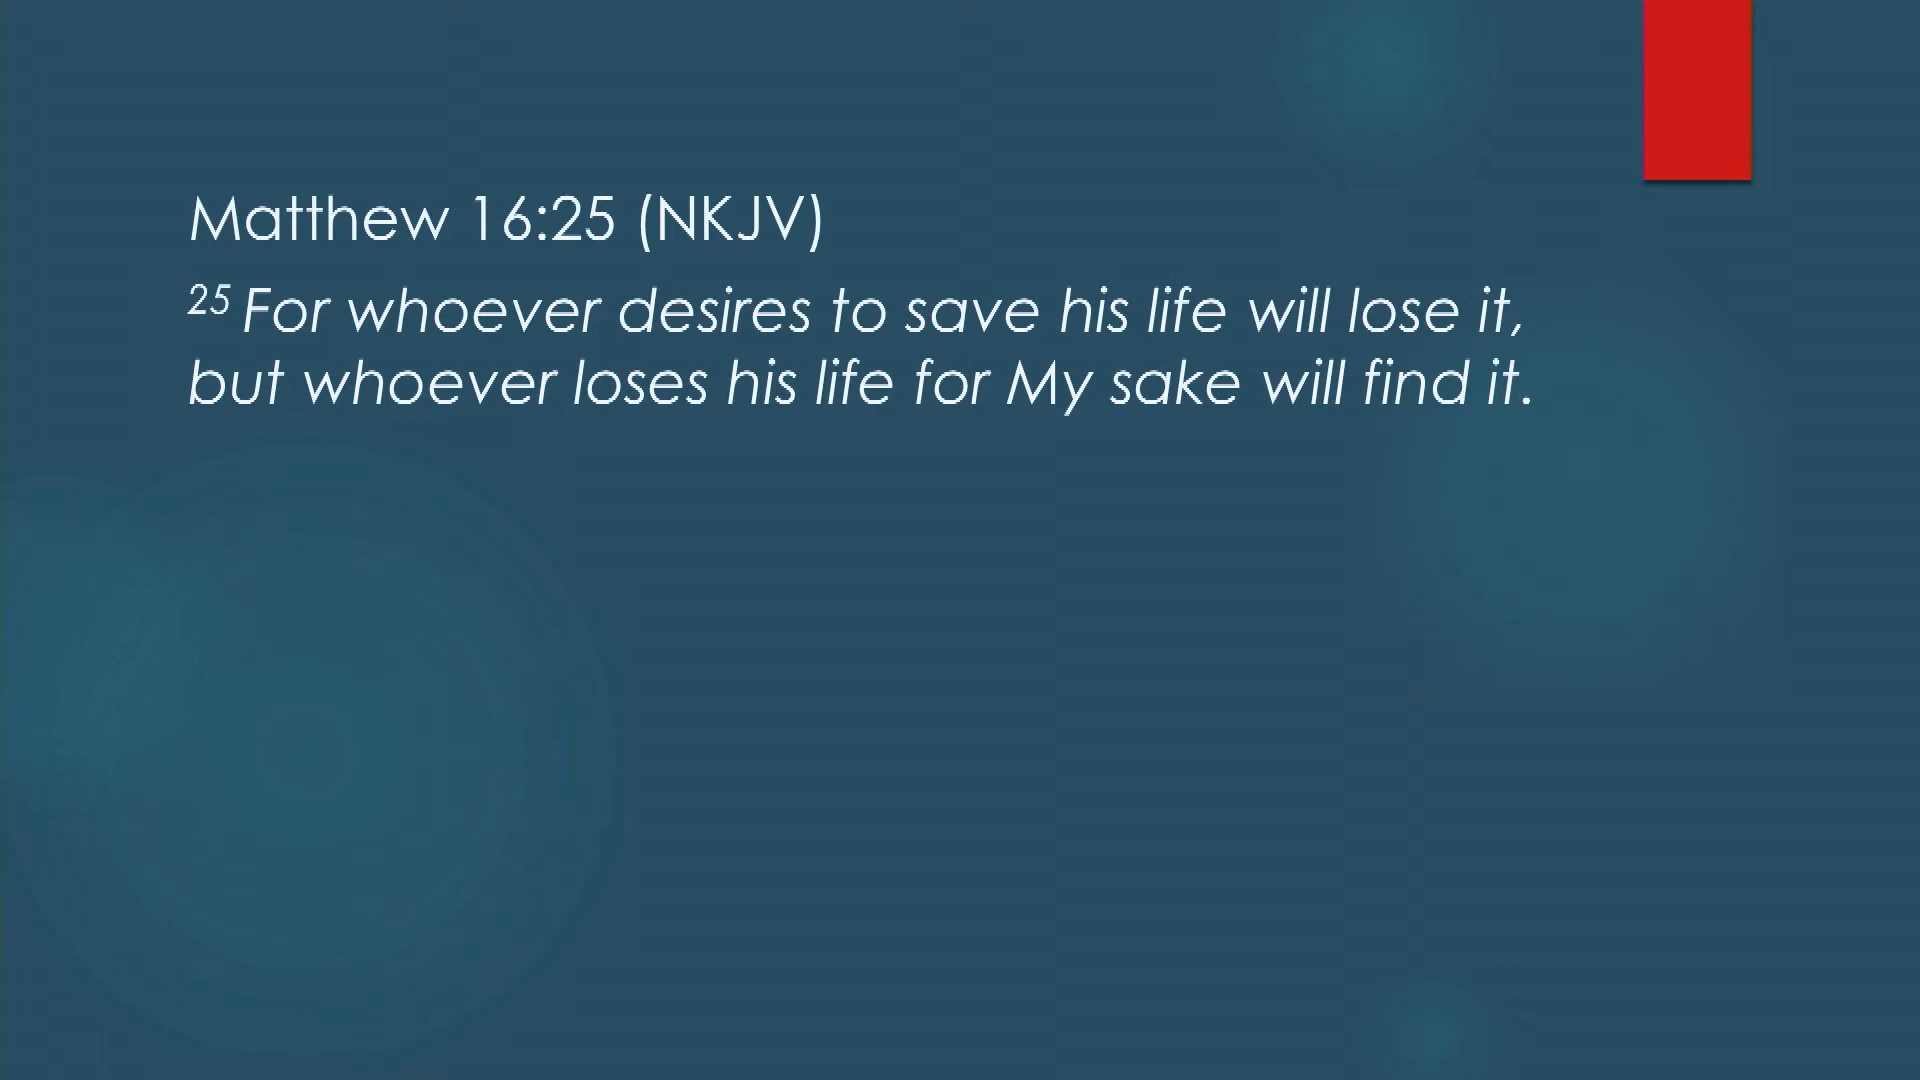 Matthew 16:25 (NKJV)
25 For whoever desires to save his life will lose it,
but whoever loses his life for My sake will find it.